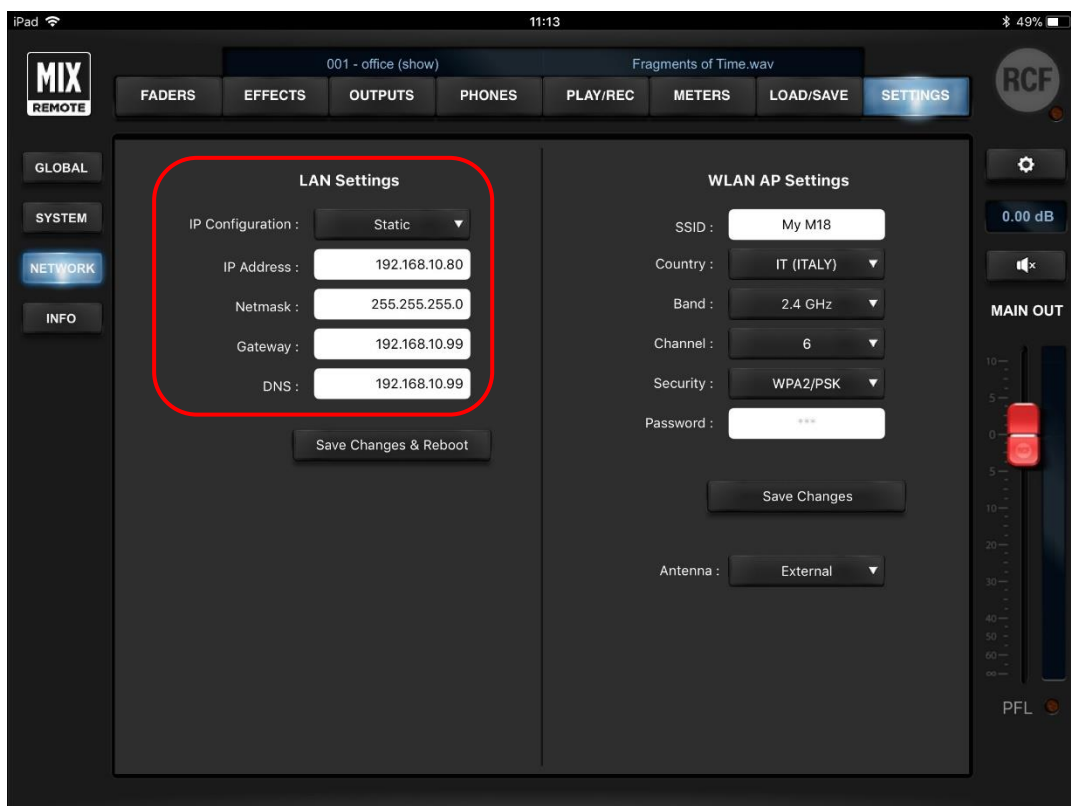 iPad 11:13 49%
001 - office (show) Fragments of Time.wav
MIX
REMOTE
FADERS EFFECTS OUTPUTS PHONES PLAY/REC METERS LOAD/SAVE SETTINGS
RCF
GLOBAL
SYSTEM
NETWORK
INFO
LAN Settings
IP Configuration : Static
IP Address : 192.168.10.80
Netmask : 255.255.255.0
Gateway : 192.168.10.99
DNS : 192.168.10.99
Save Changes & Reboot
WLAN AP Settings
SSID : My M18
Country : IT (ITALY)
Band : 2.4 GHz
Channel : 6
Security : WPA2/PSK
Password : ***
Save Changes
Antenna : External
0.00 dB
MAIN OUT
10
5
0
5
10
20
30
40
50
60
∞
PFL